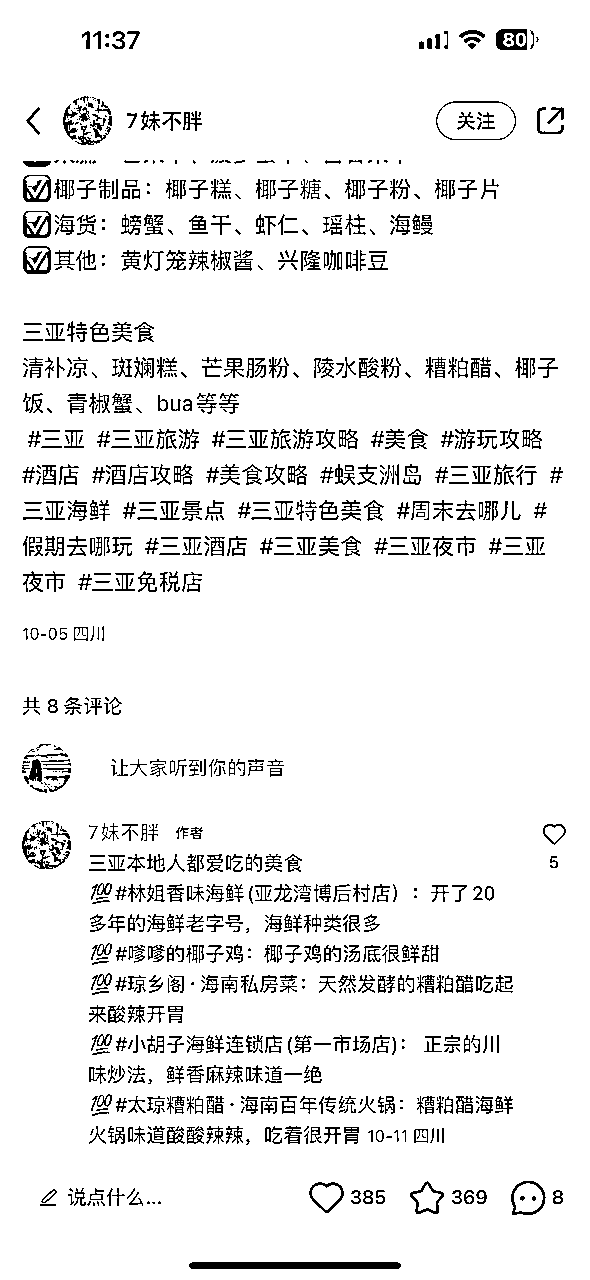 11:37
80
7妹不胖
关注
椰子制品：椰子糕、椰子糖、椰子粉、椰子片
海货：螃蟹、鱼干、虾仁、瑶柱、海鳗
其他：黄灯笼辣椒酱、兴隆咖啡豆
三亚特色美食
清补凉、斑斓糕、芒果肠粉、陵水酸粉、糟粕醋、椰子
饭、青椒蟹、bua等等
#三亚 #三亚旅游 #三亚旅游攻略 #美食 #游玩攻略
#酒店 #酒店攻略 #美食攻略 #蜈支洲岛 #三亚旅行 #
三亚海鲜 #三亚景点 #三亚特色美食 #周末去哪儿 #
假期去哪玩 #三亚酒店 #三亚美食 #三亚夜市 #三亚
夜市 #三亚免税店
10-05 四川
共 8 条评论
让大家听到你的声音
7妹不胖 作者
三亚本地人都爱吃的美食
5
💯#林姐香味海鲜(亚龙湾博后村店）：开了20
多年的海鲜老字号，海鲜种类很多
💯#嗲嗲的椰子鸡：椰子鸡的汤底很鲜甜
💯#琼乡阁·海南私房菜：天然发酵的糟粕醋吃起
来酸辣开胃
💯#小胡子海鲜连锁店(第一市场店)： 正宗的川
味炒法，鲜香麻辣味道一绝
💯#太琼糟粕醋·海南百年传统火锅：糟粕醋海鲜
火锅味道酸酸辣辣，吃着很开胃 10-11 四川
说点什么...
385
369
8